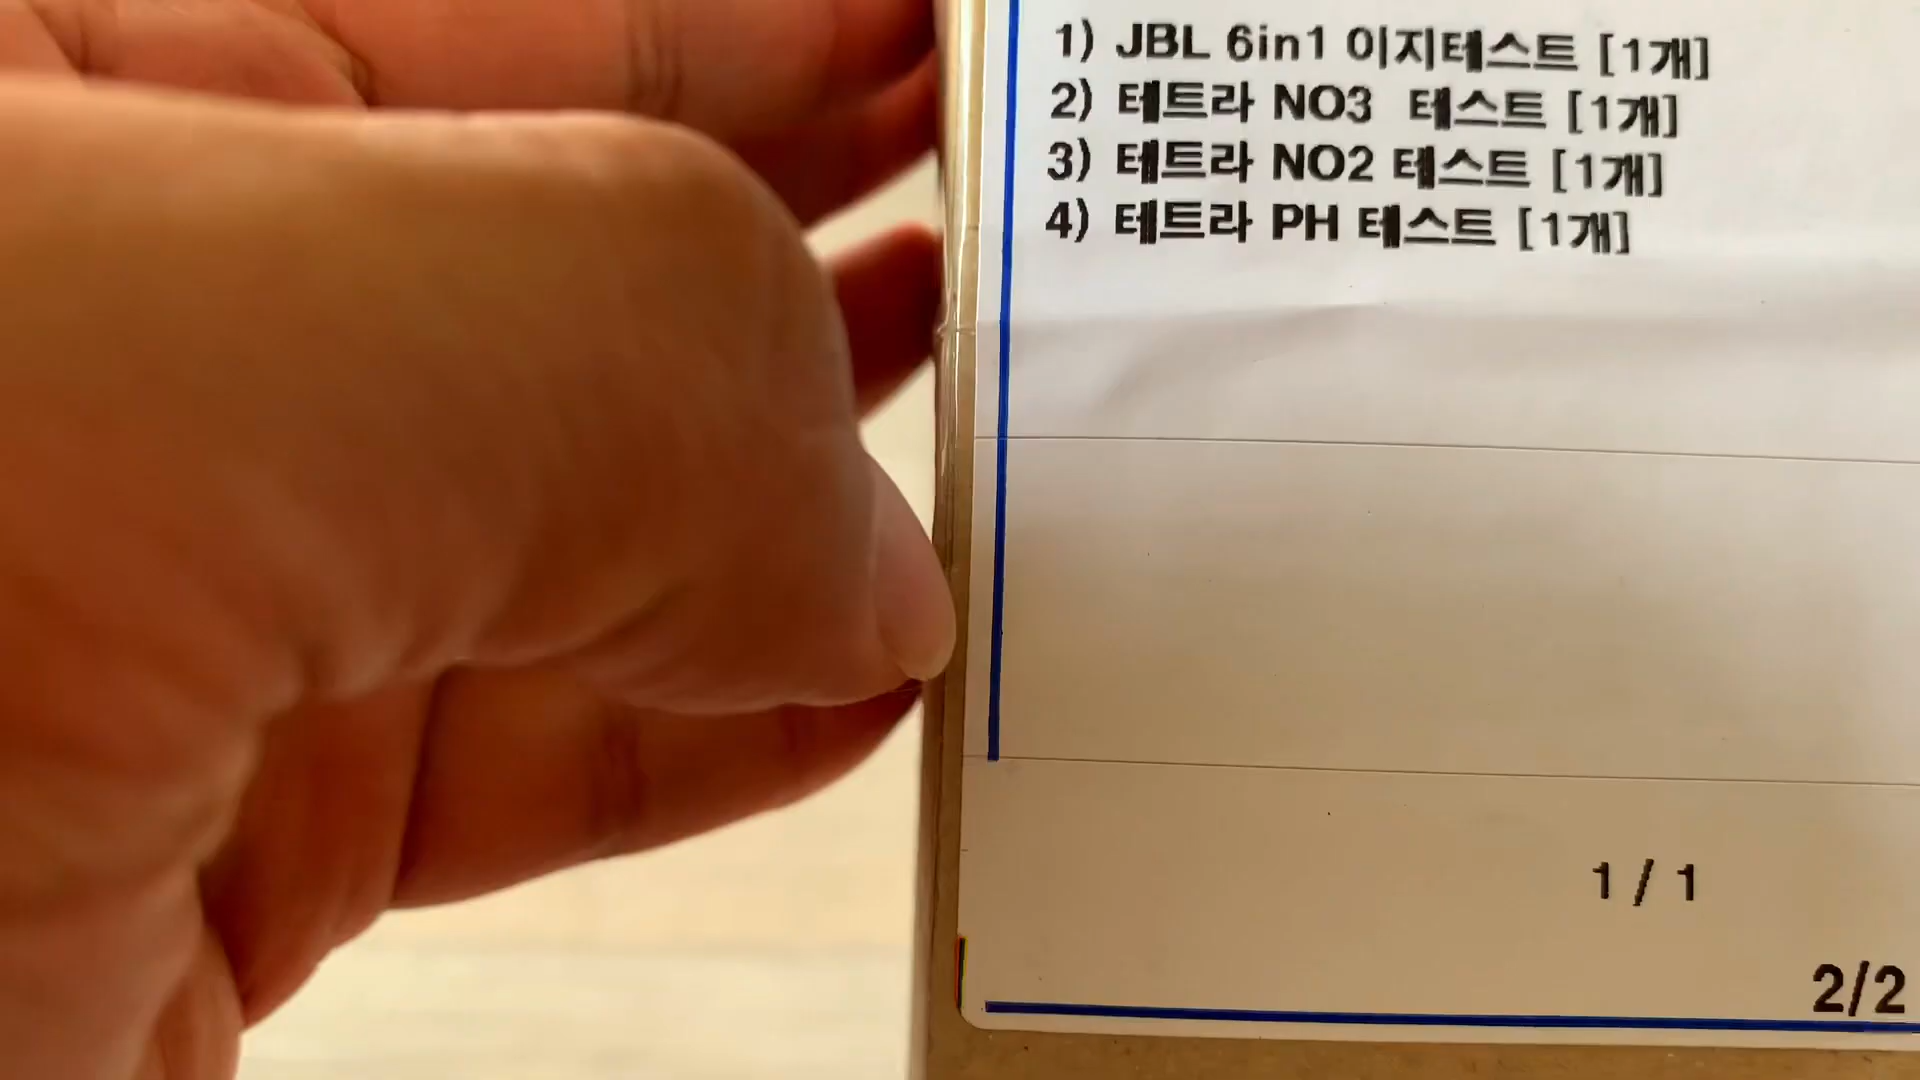 1) JBL 6in1 이지테스트 [1개]
2) 테트라 NO3 테스트 [1개]
3) 테트라 NO2 테스트 [1개]
4) 테트라 PH 테스트 [1개]
1 / 1
2/2